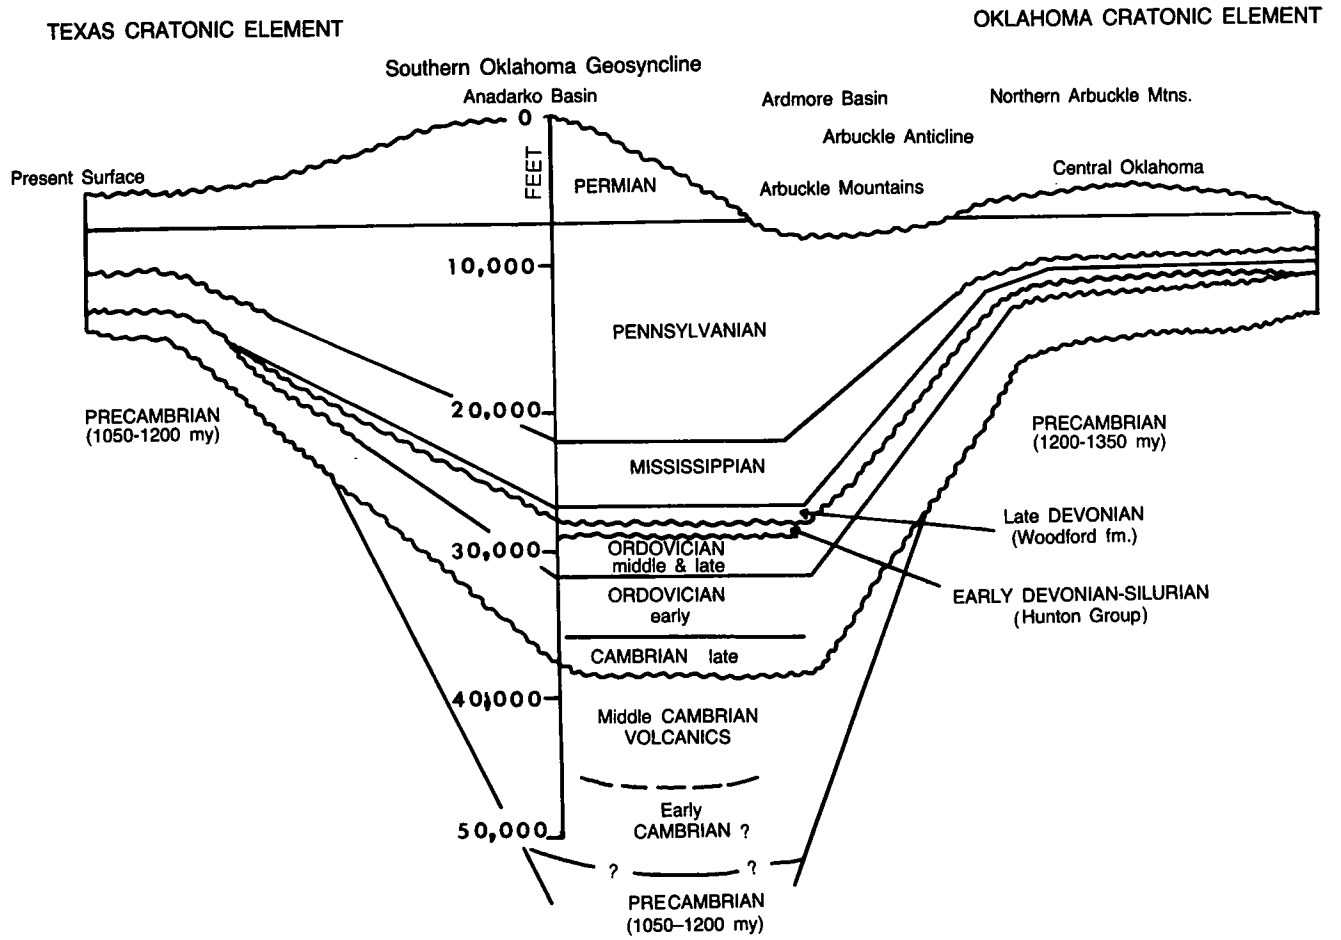 TEXAS CRATONIC ELEMENT
OKLAHOMA CRATONIC ELEMENT
Southern Oklahoma Geosyncline
Anadarko Basin
Ardmore Basin
Northern Arbuckle Mtns.
0
Arbuckle Anticline
FEET
Present Surface
PERMIAN
Arbuckle Mountains
Central Oklahoma
10,000
PENNSYLVANIAN
20,000
PRECAMBRIAN
(1050-1200 my)
PRECAMBRIAN
(1200-1350 my)
MISSISSIPPIAN
Late DEVONIAN
(Woodford fm.)
30,000
ORDOVICIAN
middle & late
ORDOVICIAN
early
EARLY DEVONIAN-SILURIAN
(Hunton Group)
CAMBRIAN late
40,000
Middle CAMBRIAN
VOLCANICS
Early
CAMBRIAN ?
50,000
? ?
PRECAMBRIAN
(1050–1200 my)